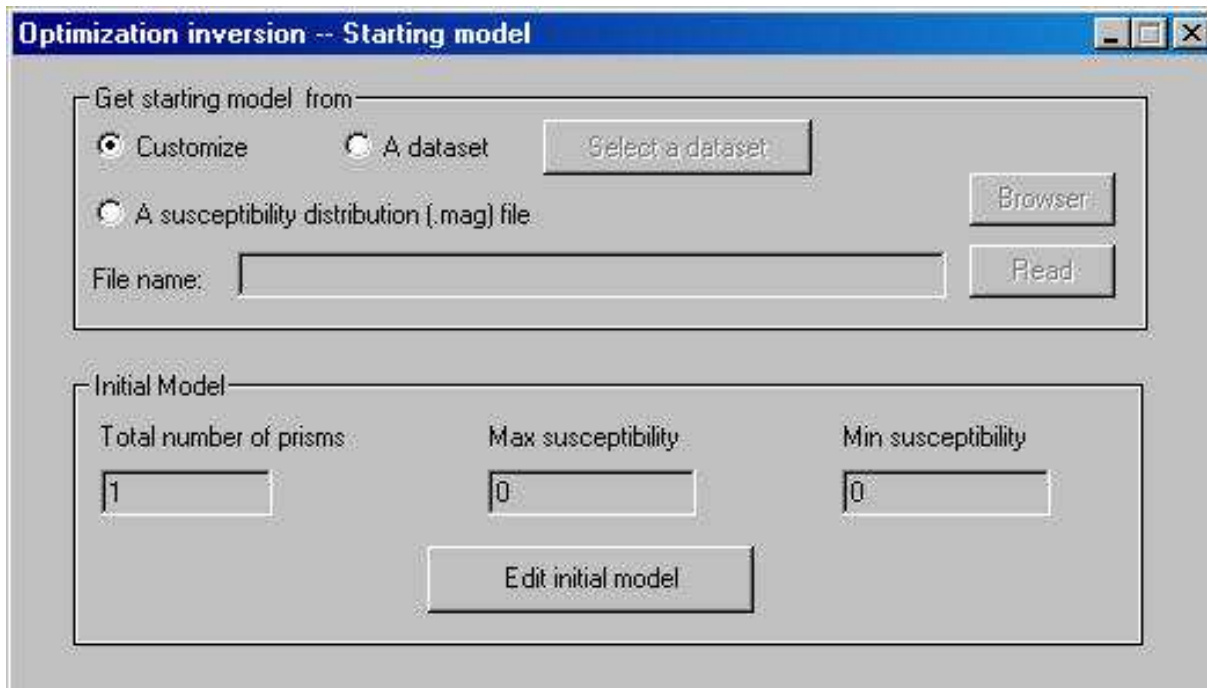 Optimization inversion -- Starting model
Get starting model from
Customize
A dataset
Select a dataset
A susceptibility distribution (.mag) file
Browser
File name:
Read
Initial Model
Total number of prisms
Max susceptibility
Min susceptibility
1
0
0
Edit initial model